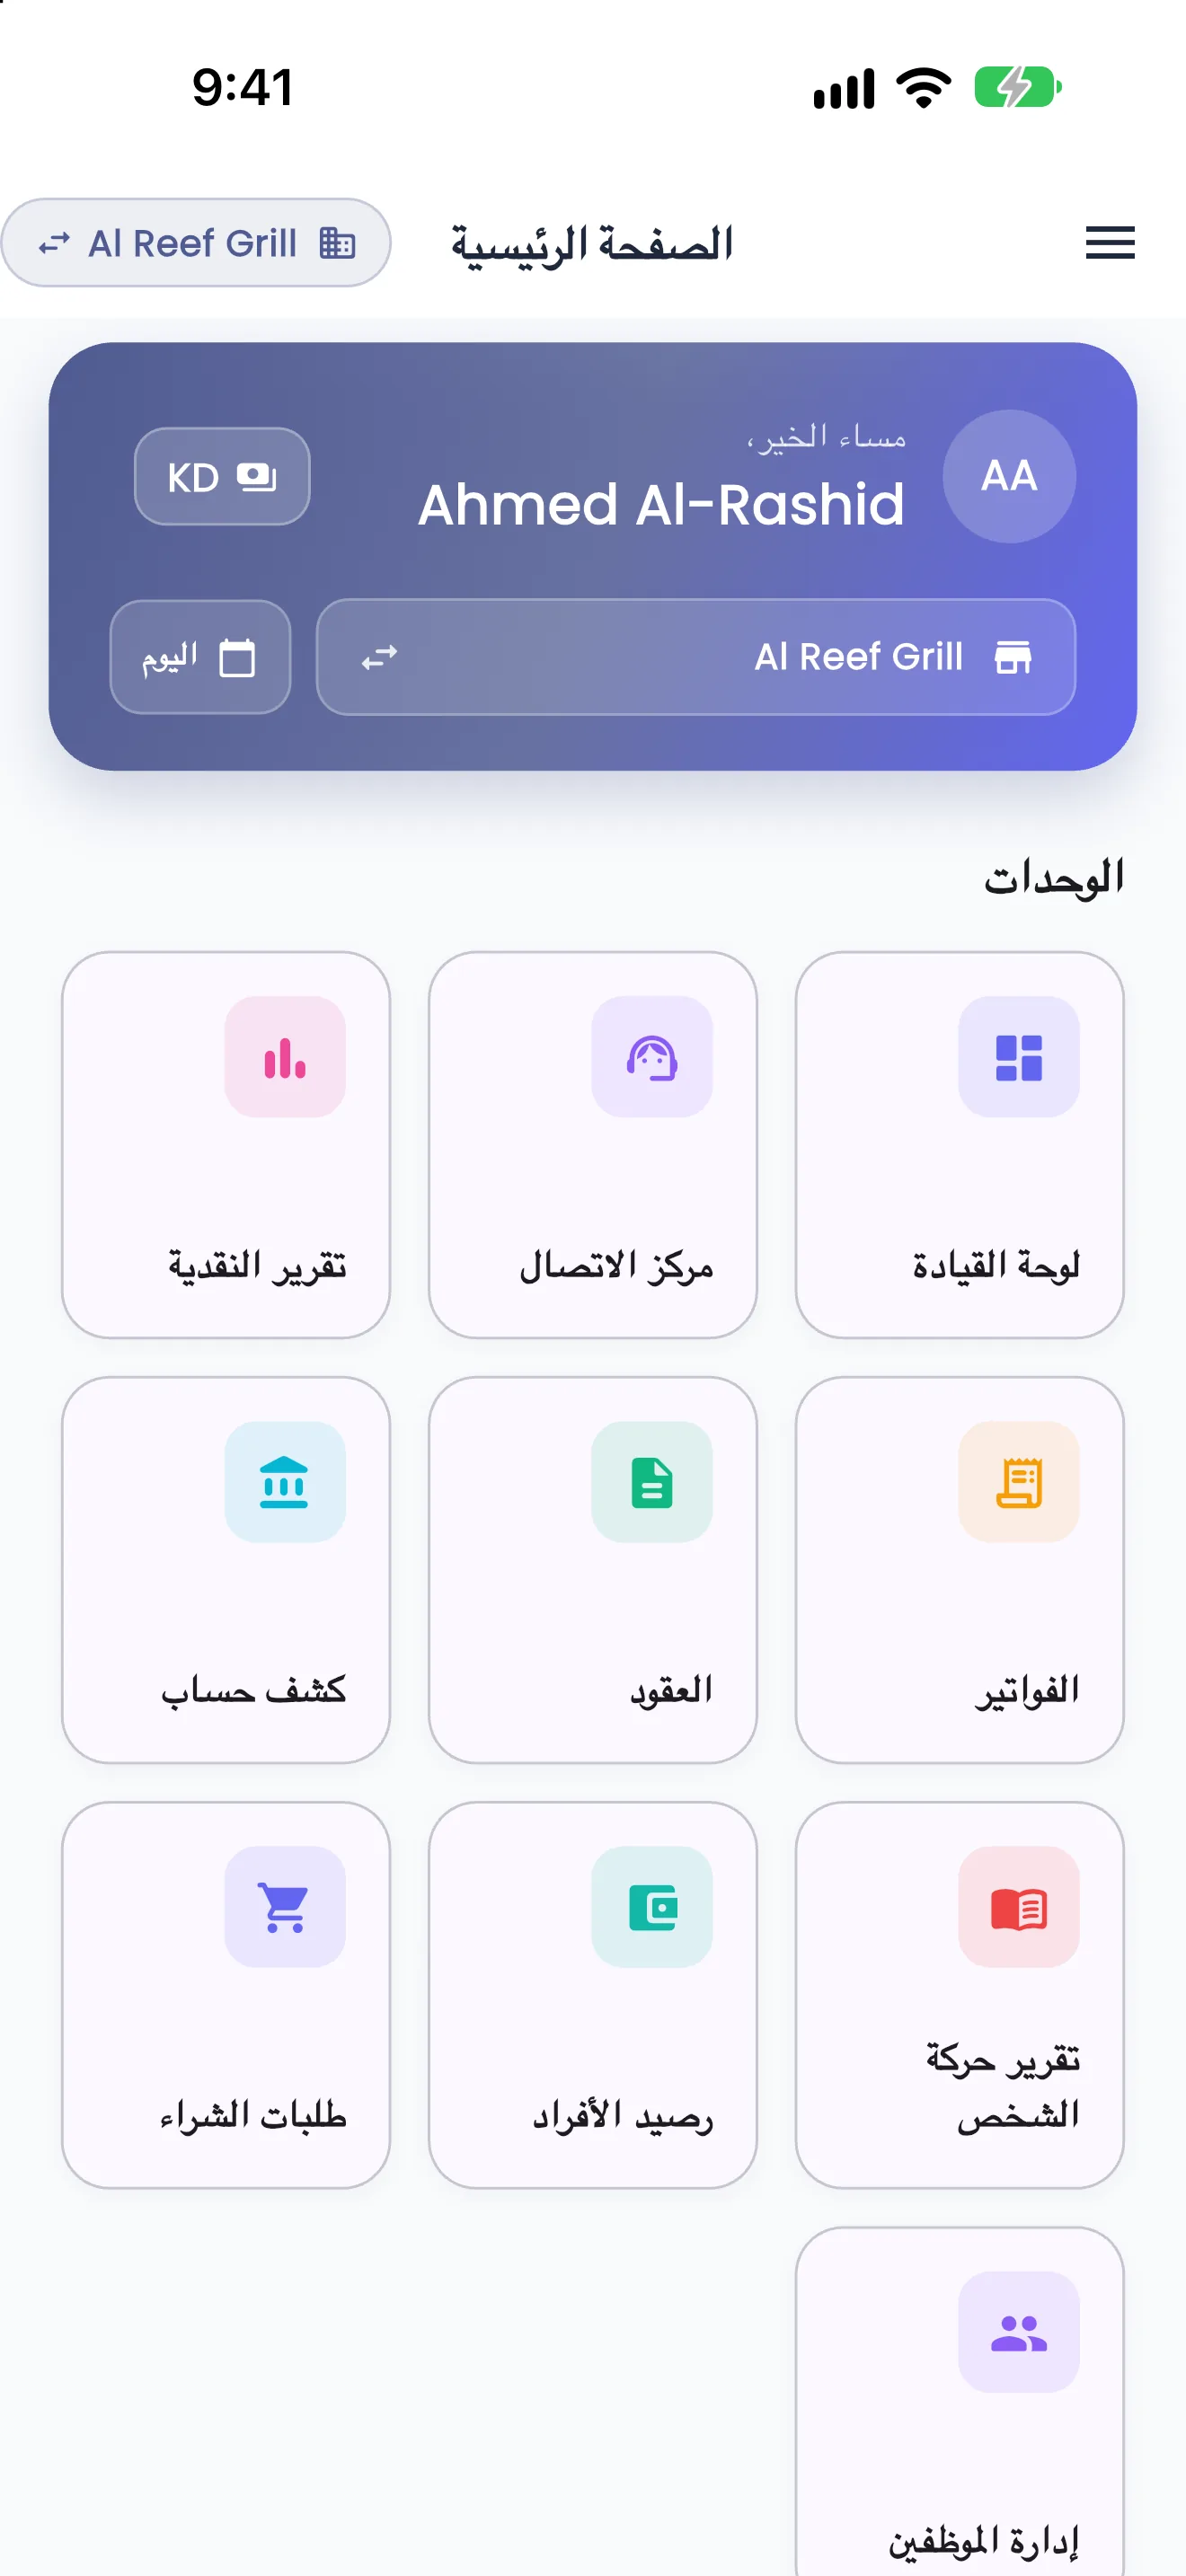 9:41
الصفحة الرئيسية
Al Reef Grill
AA
مساء الخير،
Ahmed Al-Rashid
KD
Al Reef Grill
اليوم
الوحدات
لوحة القيادة
مركز الاتصال
تقرير النقدية
الفواتير
العقود
كشف حساب
تقرير حركة
الشخص
رصيد الأفراد
طلبات الشراء
إدارة الموظفين